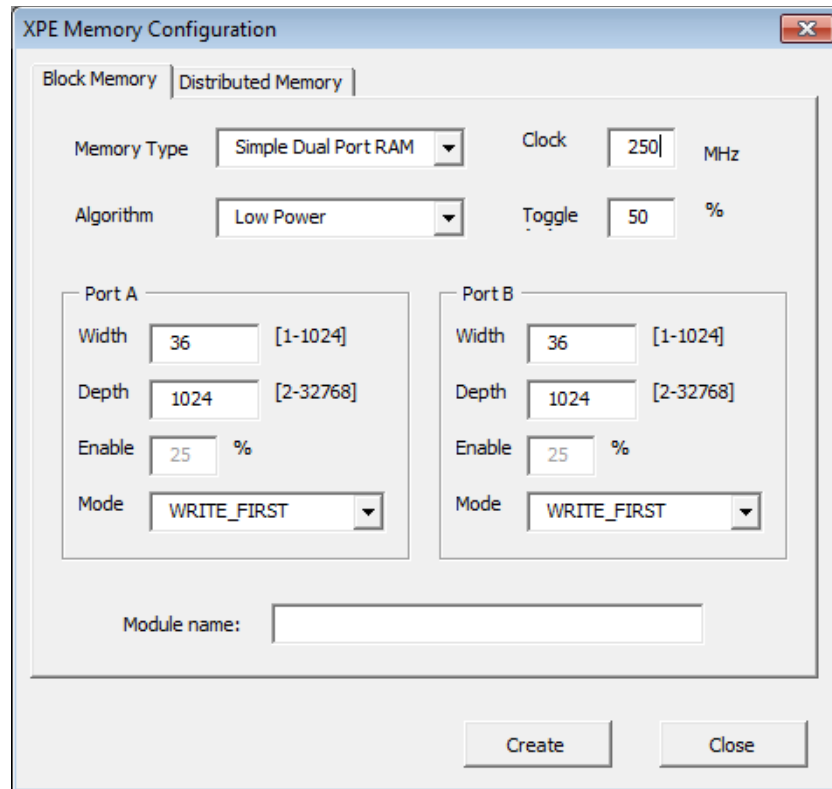 XPE Memory Configuration
Block Memory Distributed Memory
Memory Type Simple Dual Port RAM Clock 250 MHz
Algorithm Low Power Toggle 50 %
Port A Port B
Width 36 [1-1024] Width 36 [1-1024]
Depth 1024 [2-32768] Depth 1024 [2-32768]
Enable 25 % Enable 25 %
Mode WRITE_FIRST Mode WRITE_FIRST
Module name:
Create Close